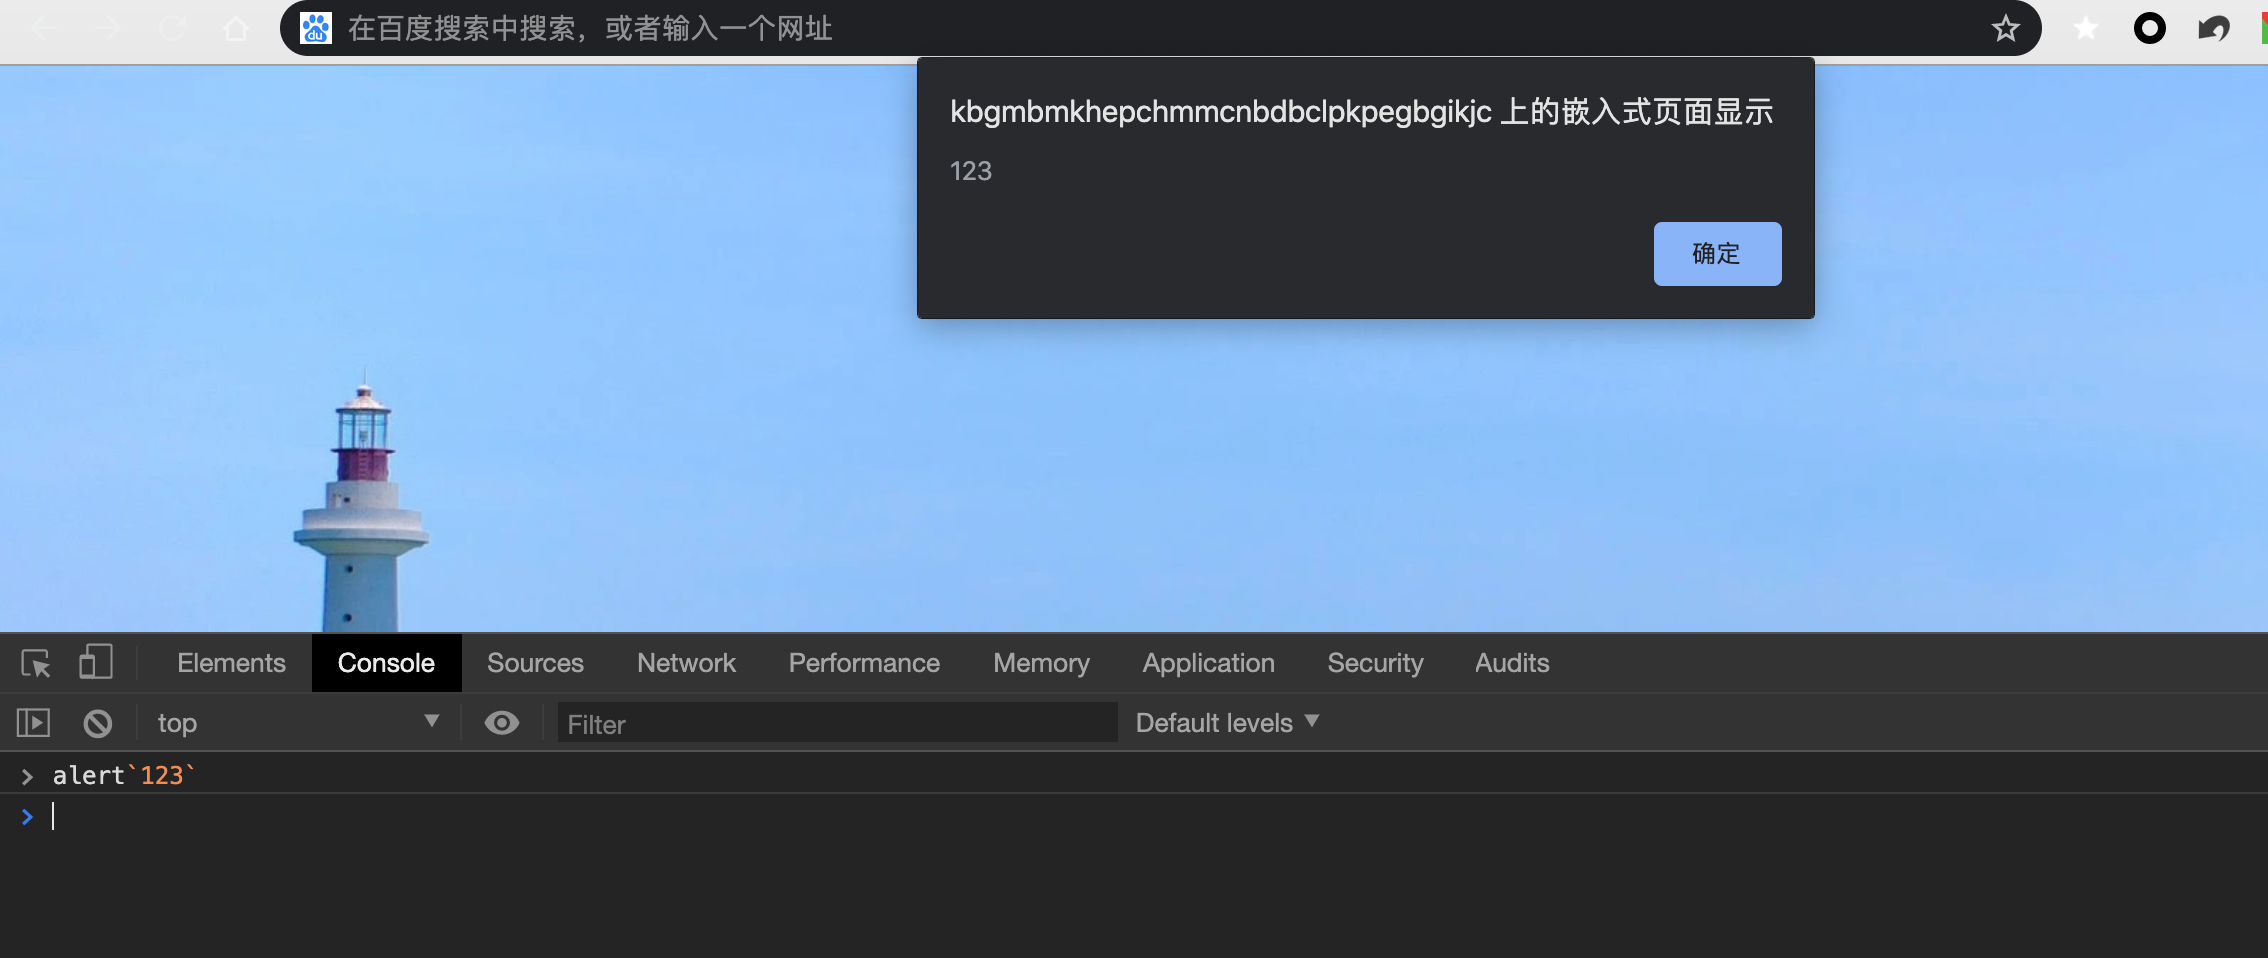 du
在百度搜索中搜索，或者输入一个网址
kbgmbmkhepchmmcnbdbclpkpegbgikjc 上的嵌入式页面显示
123
确定
Elements Console Sources Network Performance Memory Application Security Audits
top Filter Default levels
> alert`123`
>